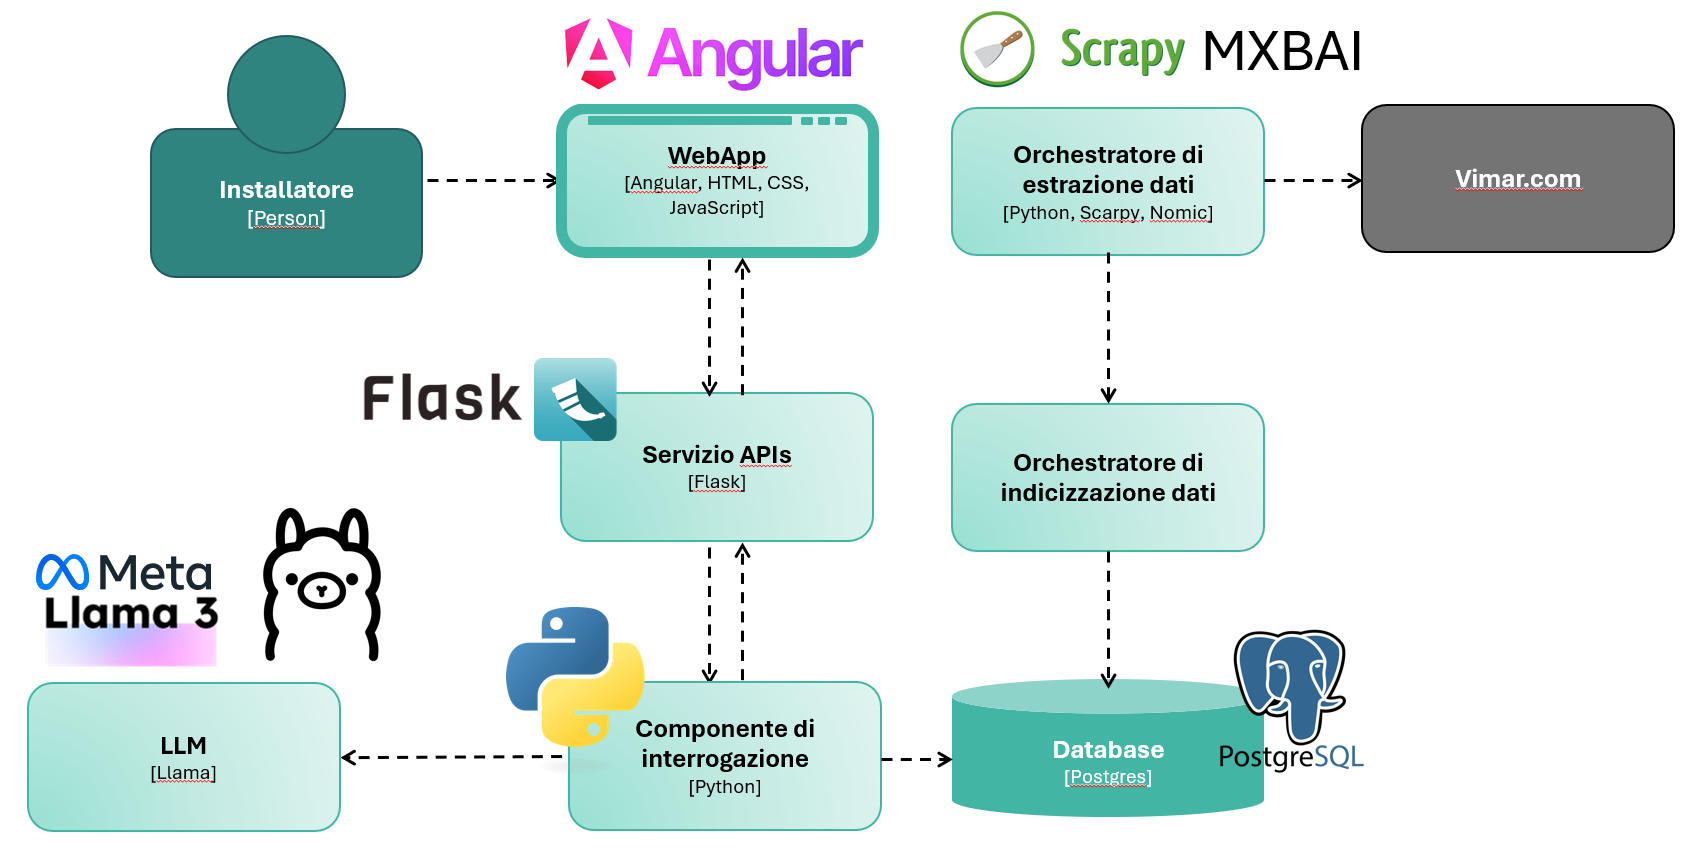 Angular
Scrapy MXBAI
Installatore
[Person]
WebApp
[Angular, HTML, CSS,
JavaScript]
Orchestratore di
estrazione dati
[Python, Scarpy, Nomic]
Vimar.com
Flask
Servizio APIs
[Flask]
Orchestratore di
indicizzazione dati
Meta
Llama 3
LLM
[Llama]
Componente di
interrogazione
[Python]
Database
[Postgres]
PostgreSQL